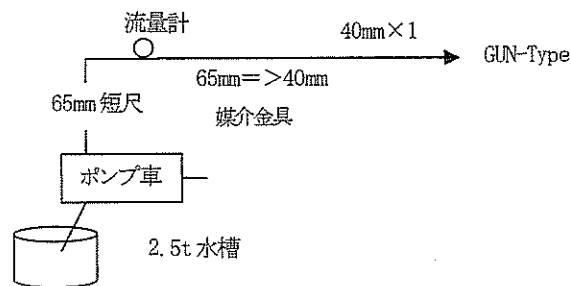 流量計
40mm×1
GUN-Type
65mm=>40mm
65mm短尺
媒介金具
ポンプ車
2.5t水槽